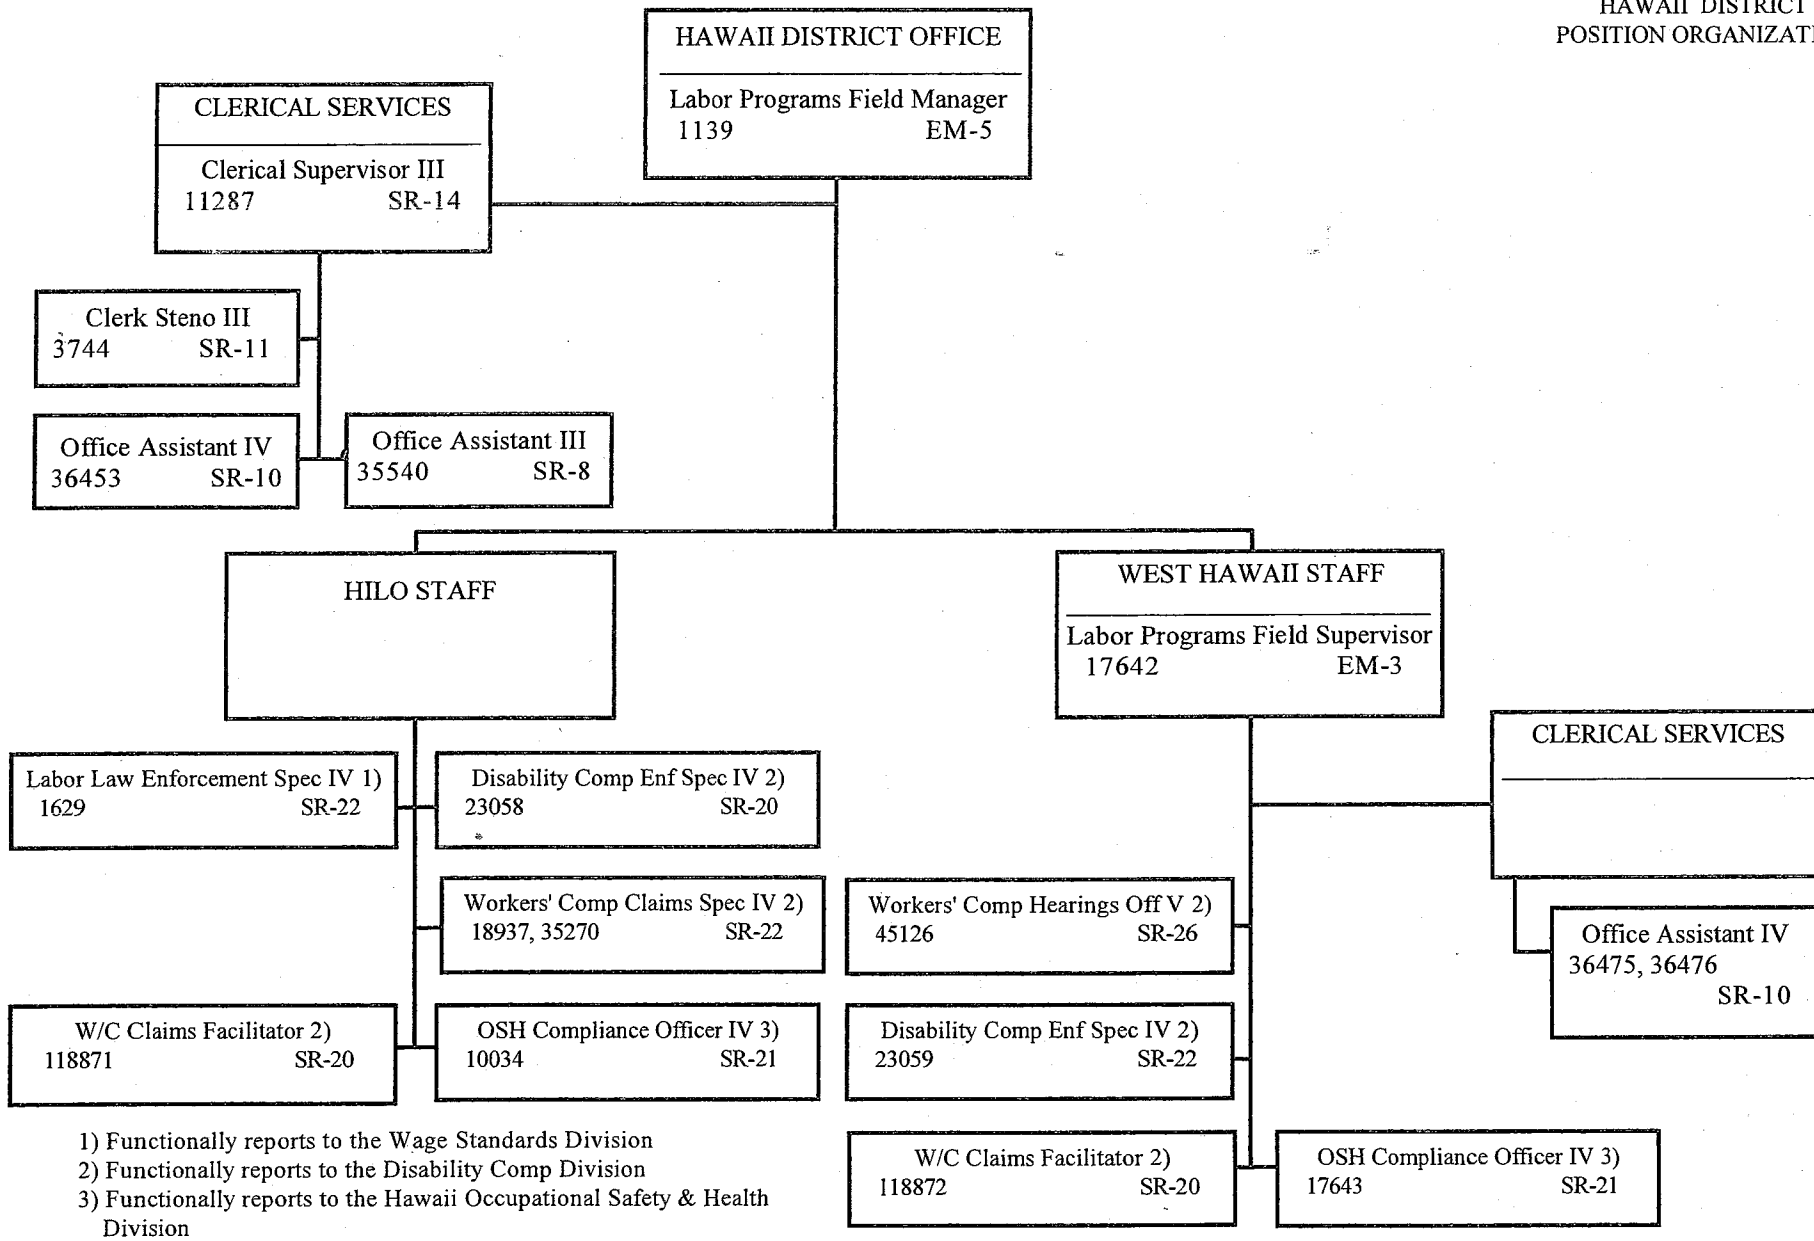 HAWAII DISTRICT
POSITION
HAWAII DISTRICT OFFICE
Labor Programs Field Manager
1139 EM-5
CLERICAL SERVICES
Clerical Supervisor III
11287 SR-14
Clerk Steno III
3744 SR-11
Office Assistant IV
36453 SR-10
Office Assistant III
35540 SR-8
HILO STAFF
WEST HAWAII STAFF
Labor Programs Field Supervisor
17642 EM-3
CLERICAL SERVICES
Labor Law Enforcement Spec IV 1)
1629 SR-22
Disability Comp Enf Spec IV 2)
23058 SR-20
Workers' Comp Claims Spec IV 2)
18937, 35270 SR-22
Workers' Comp Hearings Off V 2)
45126 SR-26
Office Assistant IV
36475, 36476
SR-10
W/C Claims Facilitator 2)
118871 SR-20
OSH Compliance Officer IV 3)
10034 SR-21
Disability Comp Enf Spec IV 2)
23059 SR-22
W/C Claims Facilitator 2)
118872 SR-20
OSH Compliance Officer IV 3)
17643 SR-21
1) Functionally reports to the Wage Standards Division
2) Functionally reports to the Disability Comp Division
3) Functionally reports to the Hawaii Occupational Safety & Health
Division